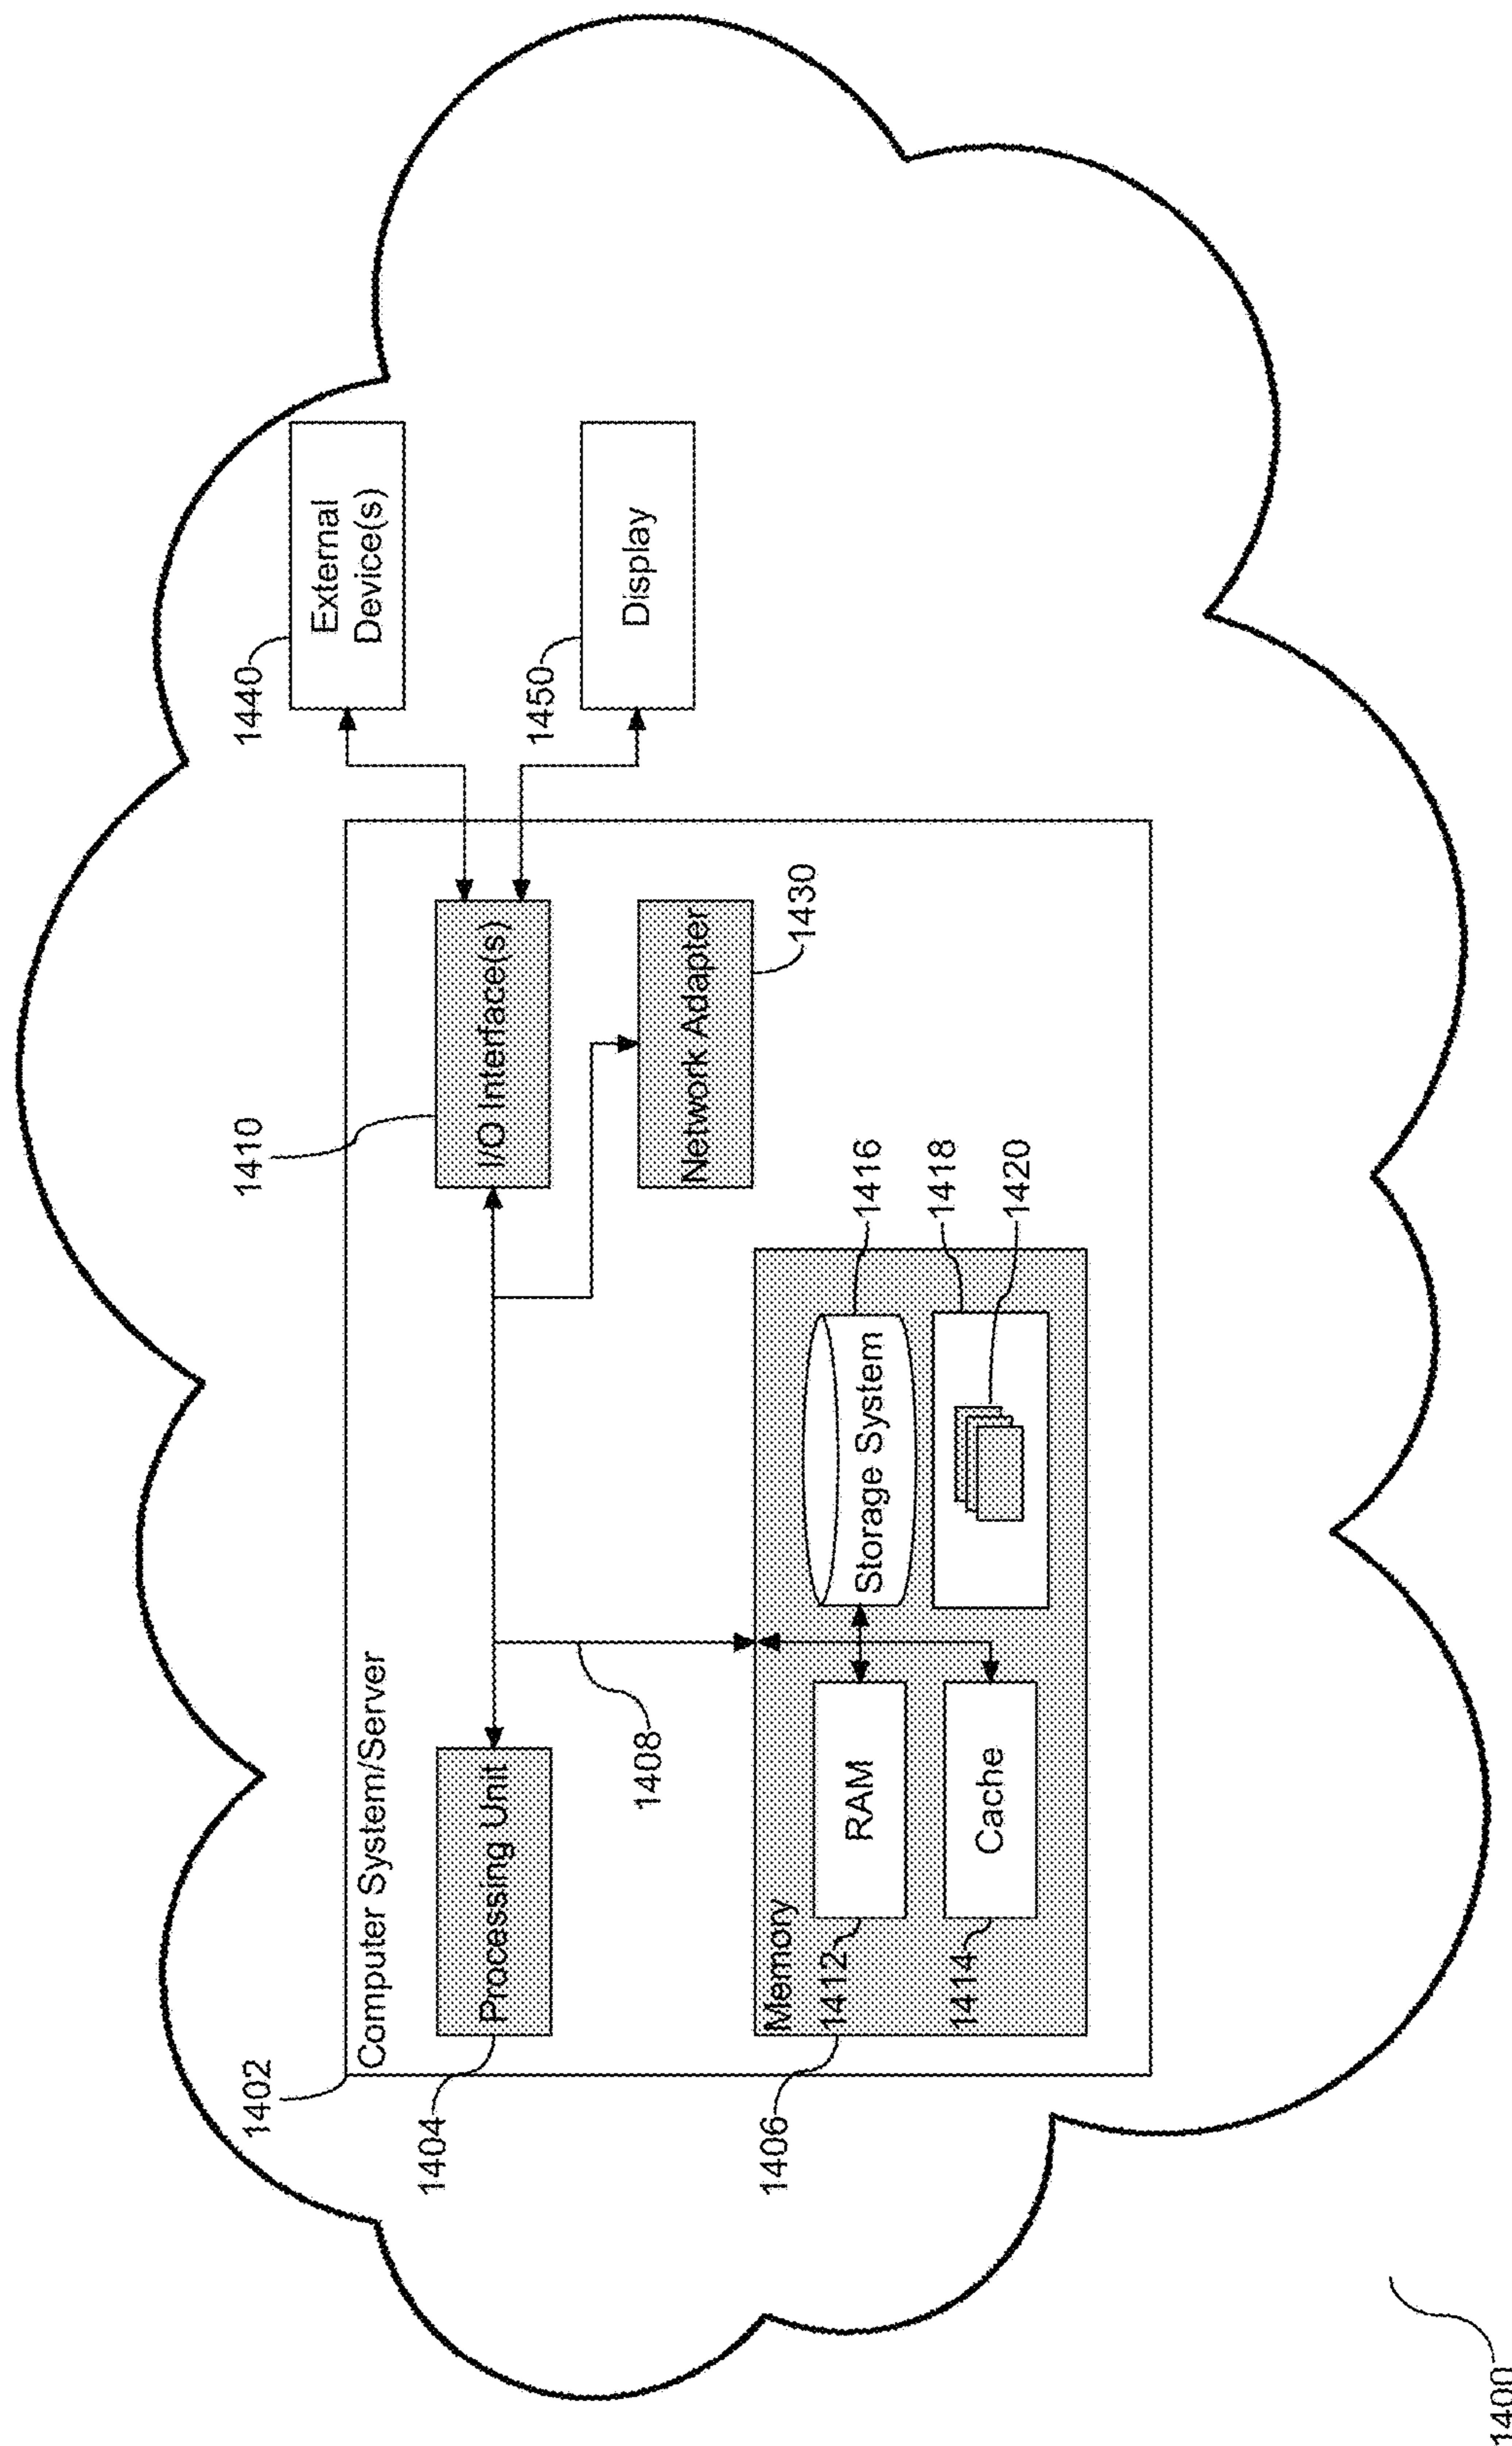 1402
Computer System/Server
1404
Processing Unit
1408
1410
I/O Interface(s)
1440
External
Device(s)
1450
Display
Network Adapter
1430
1406
Memory
1412
RAM
1414
Cache
Storage System
1416
1418
1420
1400